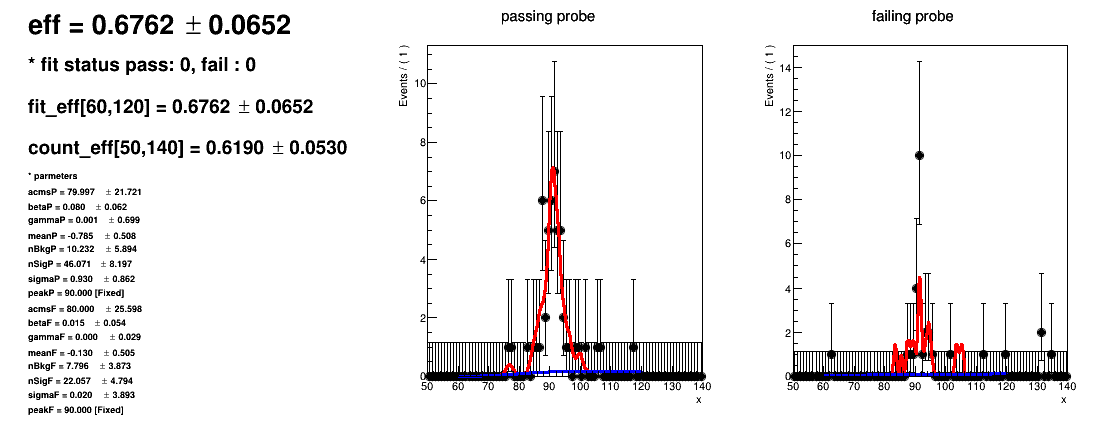 eff = 0.6762 ± 0.0652
* fit status pass: 0, fail : 0
fit_eff[60,120] = 0.6762 ± 0.0652
count_eff[50,140] = 0.6190 ± 0.0530
* parmeters
acmsP = 79.997 ± 21.721
betaP = 0.080 ± 0.062
gammaP = 0.001 ± 0.699
meanP = -0.785 ± 0.508
nBkgP = 10.232 ± 5.894
nSigP = 46.071 ± 8.197
sigmaP = 0.930 ± 0.862
peakP = 90.000 [Fixed]
acmsF = 80.000 ± 25.598
betaF = 0.015 ± 0.054
gammaF = 0.000 ± 0.029
meanF = -0.130 ± 0.505
nBkgF = 7.796 ± 3.873
nSigF = 22.057 ± 4.794
sigmaF = 0.020 ± 3.893
peakF = 90.000 [Fixed]
passing probe
Events / ( 1 )
10
8
6
4
2
0
50 60 70 80 90 100 110 120 130 140
x
failing probe
Events / ( 1 )
14
12
10
8
6
4
2
0
50 60 70 80 90 100 110 120 130 140
x